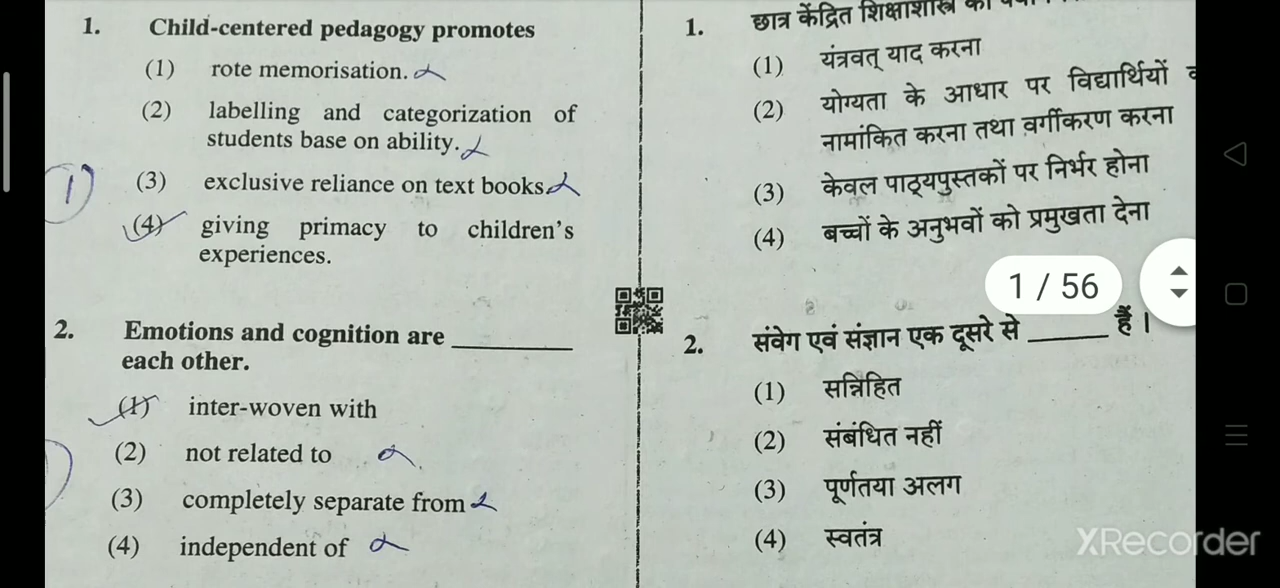 1. Child-centered pedagogy promotes
(1) rote memorisation.
(2) labelling and categorization of
students base on ability.
(3) exclusive reliance on text books
1
(4) giving primacy to children's
experiences.
2. Emotions and cognition are ________
each other.
(1) inter-woven with
(2) not related to
(3) completely separate from
(4) independent of
1. छात्र केंद्रित शिक्षाशास्त्र
(1) यंत्रवत् याद करना
(2) योग्यता के आधार पर विद्यार्थियों
नामांकित करना तथा वर्गीकरण करना
(3) केवल पाठ्यपुस्तकों पर निर्भर होना
(4) बच्चों के अनुभवों को प्रमुखता देना
1 / 56
2. संवेग एवं संज्ञान एक दूसरे से ______ हैं।
(1) सन्निहित
(2) संबंधित नहीं
(3) पूर्णतया अलग
(4) स्वतंत्र
XRecorder